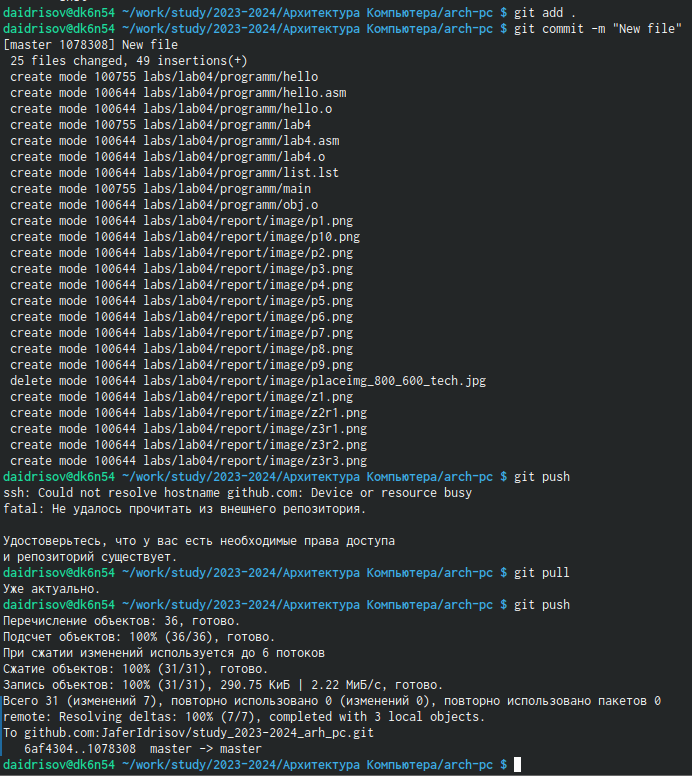 daidrisov@dk6n54 ~/work/study/2023-2024/Архитектура Компьютера/arch-pc $ git add .
daidrisov@dk6n54 ~/work/study/2023-2024/Архитектура Компьютера/arch-pc $ git commit -m "New file"
[master 1078308] New file
 25 files changed, 49 insertions(+)
 create mode 100755 labs/lab04/programm/hello
 create mode 100644 labs/lab04/programm/hello.asm
 create mode 100644 labs/lab04/programm/hello.o
 create mode 100755 labs/lab04/programm/lab4
 create mode 100644 labs/lab04/programm/lab4.asm
 create mode 100644 labs/lab04/programm/lab4.o
 create mode 100644 labs/lab04/programm/list.lst
 create mode 100755 labs/lab04/programm/main
 create mode 100644 labs/lab04/programm/obj.o
 create mode 100644 labs/lab04/report/image/p1.png
 create mode 100644 labs/lab04/report/image/p10.png
 create mode 100644 labs/lab04/report/image/p2.png
 create mode 100644 labs/lab04/report/image/p3.png
 create mode 100644 labs/lab04/report/image/p4.png
 create mode 100644 labs/lab04/report/image/p5.png
 create mode 100644 labs/lab04/report/image/p6.png
 create mode 100644 labs/lab04/report/image/p7.png
 create mode 100644 labs/lab04/report/image/p8.png
 create mode 100644 labs/lab04/report/image/p9.png
 delete mode 100644 labs/lab04/report/image/placeimg_800_600_tech.jpg
 create mode 100644 labs/lab04/report/image/z1.png
 create mode 100644 labs/lab04/report/image/z2r1.png
 create mode 100644 labs/lab04/report/image/z3r1.png
 create mode 100644 labs/lab04/report/image/z3r2.png
 create mode 100644 labs/lab04/report/image/z3r3.png
daidrisov@dk6n54 ~/work/study/2023-2024/Архитектура Компьютера/arch-pc $ git push
ssh: Could not resolve hostname github.com: Device or resource busy
fatal: Не удалось прочитать из внешнего репозитория.

Удостоверьтесь, что у вас есть необходимые права доступа
и репозиторий существует.
daidrisov@dk6n54 ~/work/study/2023-2024/Архитектура Компьютера/arch-pc $ git pull
Уже актуально.
daidrisov@dk6n54 ~/work/study/2023-2024/Архитектура Компьютера/arch-pc $ git push
Перечисление объектов: 36, готово.
Подсчет объектов: 100% (36/36), готово.
При сжатии изменений используется до 6 потоков
Сжатие объектов: 100% (31/31), готово.
Запись объектов: 100% (31/31), 290.75 КиБ | 2.22 МиБ/с, готово.
Всего 31 (изменений 7), повторно использовано 0 (изменений 0), повторно использовано пакетов 0
remote: Resolving deltas: 100% (7/7), completed with 3 local objects.
To github.com:JaferIdrisov/study_2023-2024_arh_pc.git
   6af4304..1078308  master -> master
daidrisov@dk6n54 ~/work/study/2023-2024/Архитектура Компьютера/arch-pc $